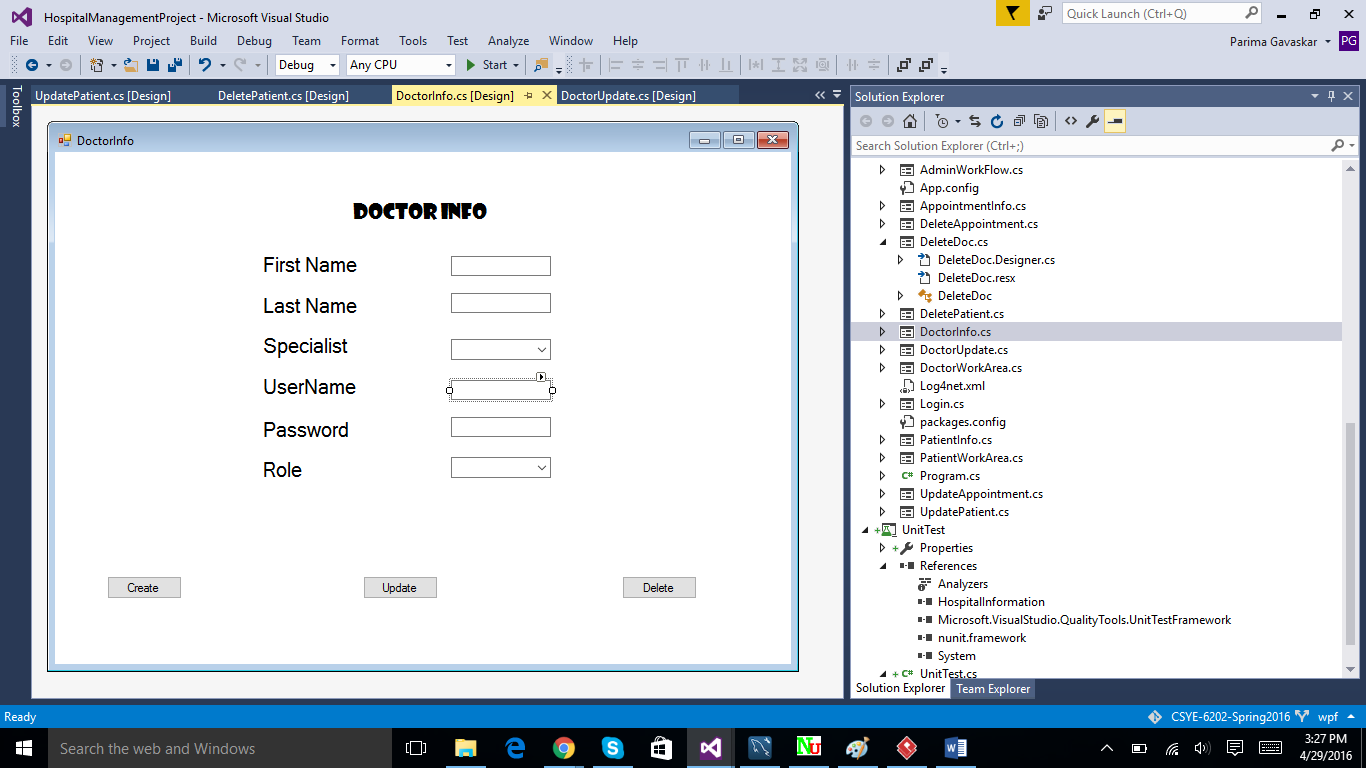 HospitalManagementProject - Microsoft Visual Studio
Quick Launch (Ctrl+Q)
File Edit View Project Build Debug Team Format Tools Test Analyze Window Help
Parima Gavaskar PG
Debug Any CPU Start
Toolbox
UpdatePatient.cs [Design] DeletePatient.cs [Design] DoctorInfo.cs [Design] DoctorUpdate.cs [Design]
DoctorInfo
DOCTOR INFO
First Name
Last Name
Specialist
UserName
Password
Role
Create Update Delete
Solution Explorer
Search Solution Explorer (Ctrl+;)
AdminWorkFlow.cs
App.config
AppointmentInfo.cs
DeleteAppointment.cs
DeleteDoc.cs
DeleteDoc.Designer.cs
DeleteDoc.resx
DeleteDoc
DeletePatient.cs
DoctorInfo.cs
DoctorUpdate.cs
DoctorWorkArea.cs
Log4net.xml
Login.cs
packages.config
PatientInfo.cs
PatientWorkArea.cs
C# Program.cs
UpdateAppointment.cs
UpdatePatient.cs
UnitTest
Properties
References
Analyzers
HospitalInformation
Microsoft.VisualStudio.QualityTools.UnitTestFramework
nunit.framework
System
C# UnitTest.cs
Solution Explorer Team Explorer
Ready
CSYE-6202-Spring2016 wpf
Search the web and Windows
Nu
3:27 PM
4/29/2016